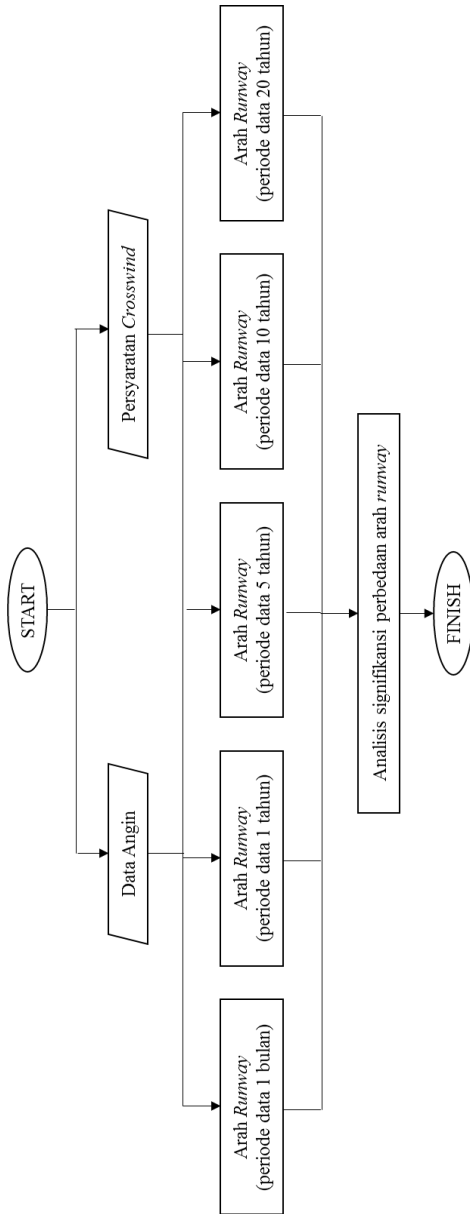 START
Data Angin
Persyaratan Crosswind
Arah Runway
(periode data 1 bulan)
Arah Runway
(periode data 1 tahun)
Arah Runway
(periode data 5 tahun)
Arah Runway
(periode data 10 tahun)
Arah Runway
(periode data 20 tahun)
Analisis signifikansi perbedaan arah runway
FINISH